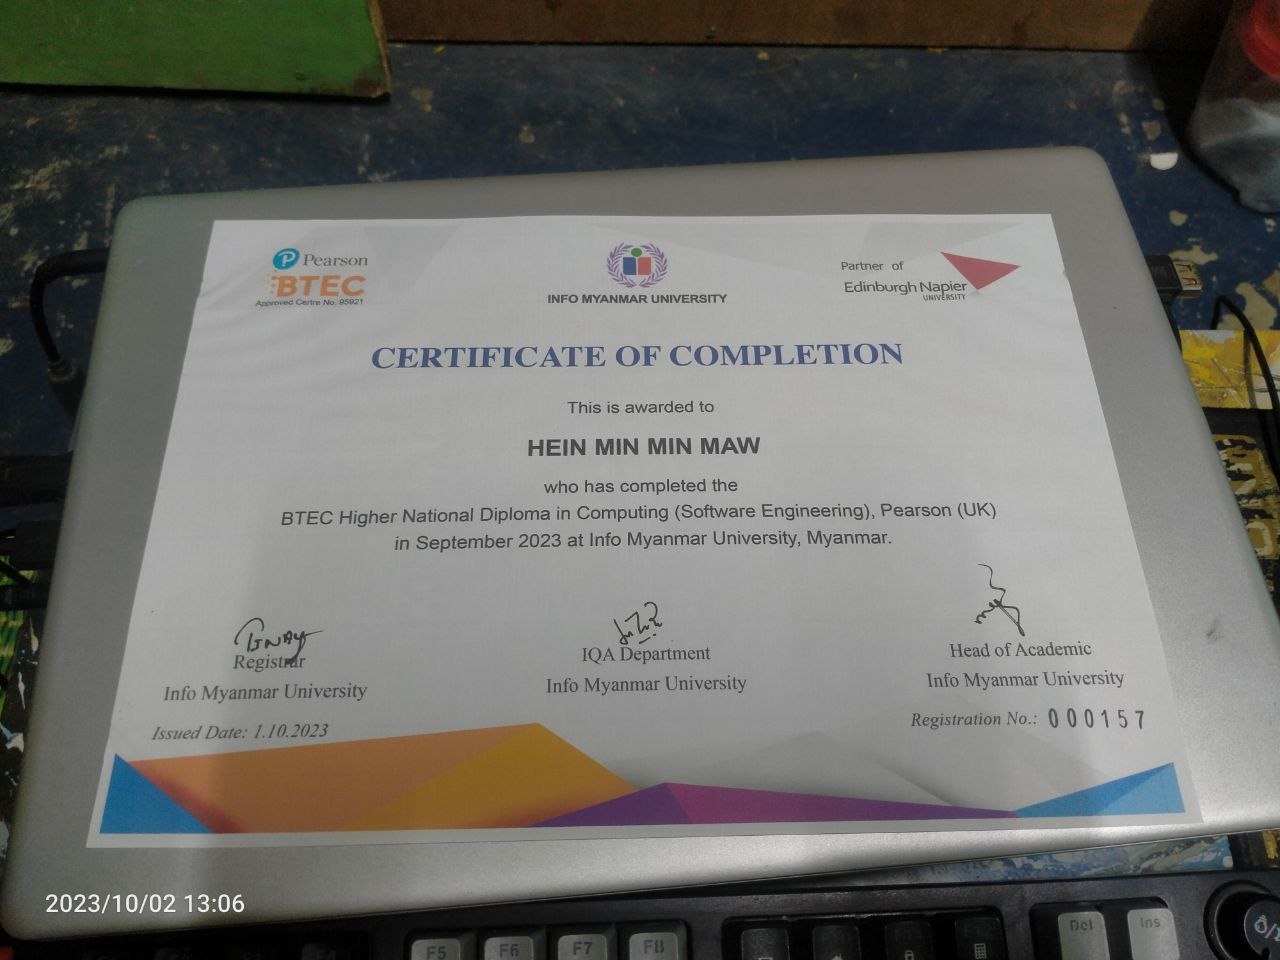 Pearson
BTEC
Approved Centre No. 95921
INFO MYANMAR UNIVERSITY
Partner of
Edinburgh Napier
UNIVERSITY
CERTIFICATE OF COMPLETION
This is awarded to
HEIN MIN MIN MAW
who has completed the
BTEC Higher National Diploma in Computing (Software Engineering), Pearson (UK)
in September 2023 at Info Myanmar University, Myanmar.
Registrar
Info Myanmar University
IQA Department
Info Myanmar University
Head of Academic
Info Myanmar University
Issued Date: 1.10.2023
Registration No.: 000157
2023/10/02 13:06
F5 F6 F7 F8 Del Ins